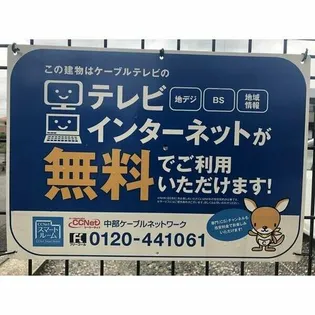 この建物はケーブルテレビの
テレビ 地デジ BS 地域情報
インターネットが
無料でご利用
いただけます!
スマートルーム
CCNet
中部ケーブルネットワーク
0120-441061